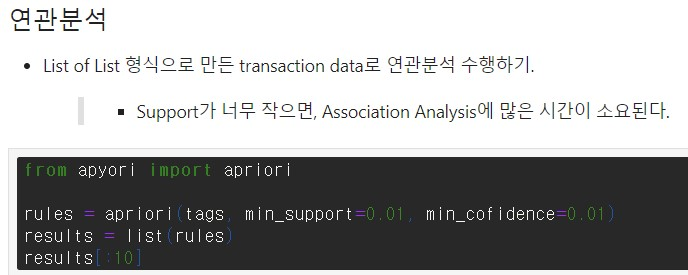 연관분석
• List of List 형식으로 만든 transaction data로 연관분석 수행하기.
▪ Support가 너무 작으면, Association Analysis에 많은 시간이 소요된다.
from apyori import apriori
rules = apriori(tags, min_support=0.01, min_cofidence=0.01)
results = list(rules)
results[:10]